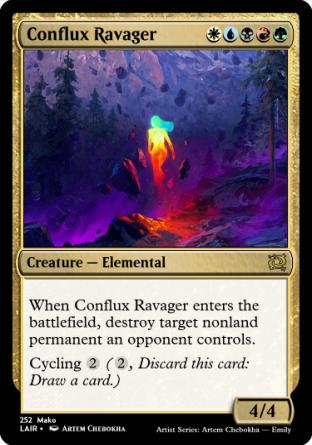 Conflux Ravager
Creature — Elemental
When Conflux Ravager enters the
battlefield, destroy target nonland
permanent an opponent controls.
Cycling 2 ( 2, Discard this card:
Draw a card.)
4/4
252 Mako
LAIR • Artem Chebokha
Artist Series: Artem Chebokha — Emily